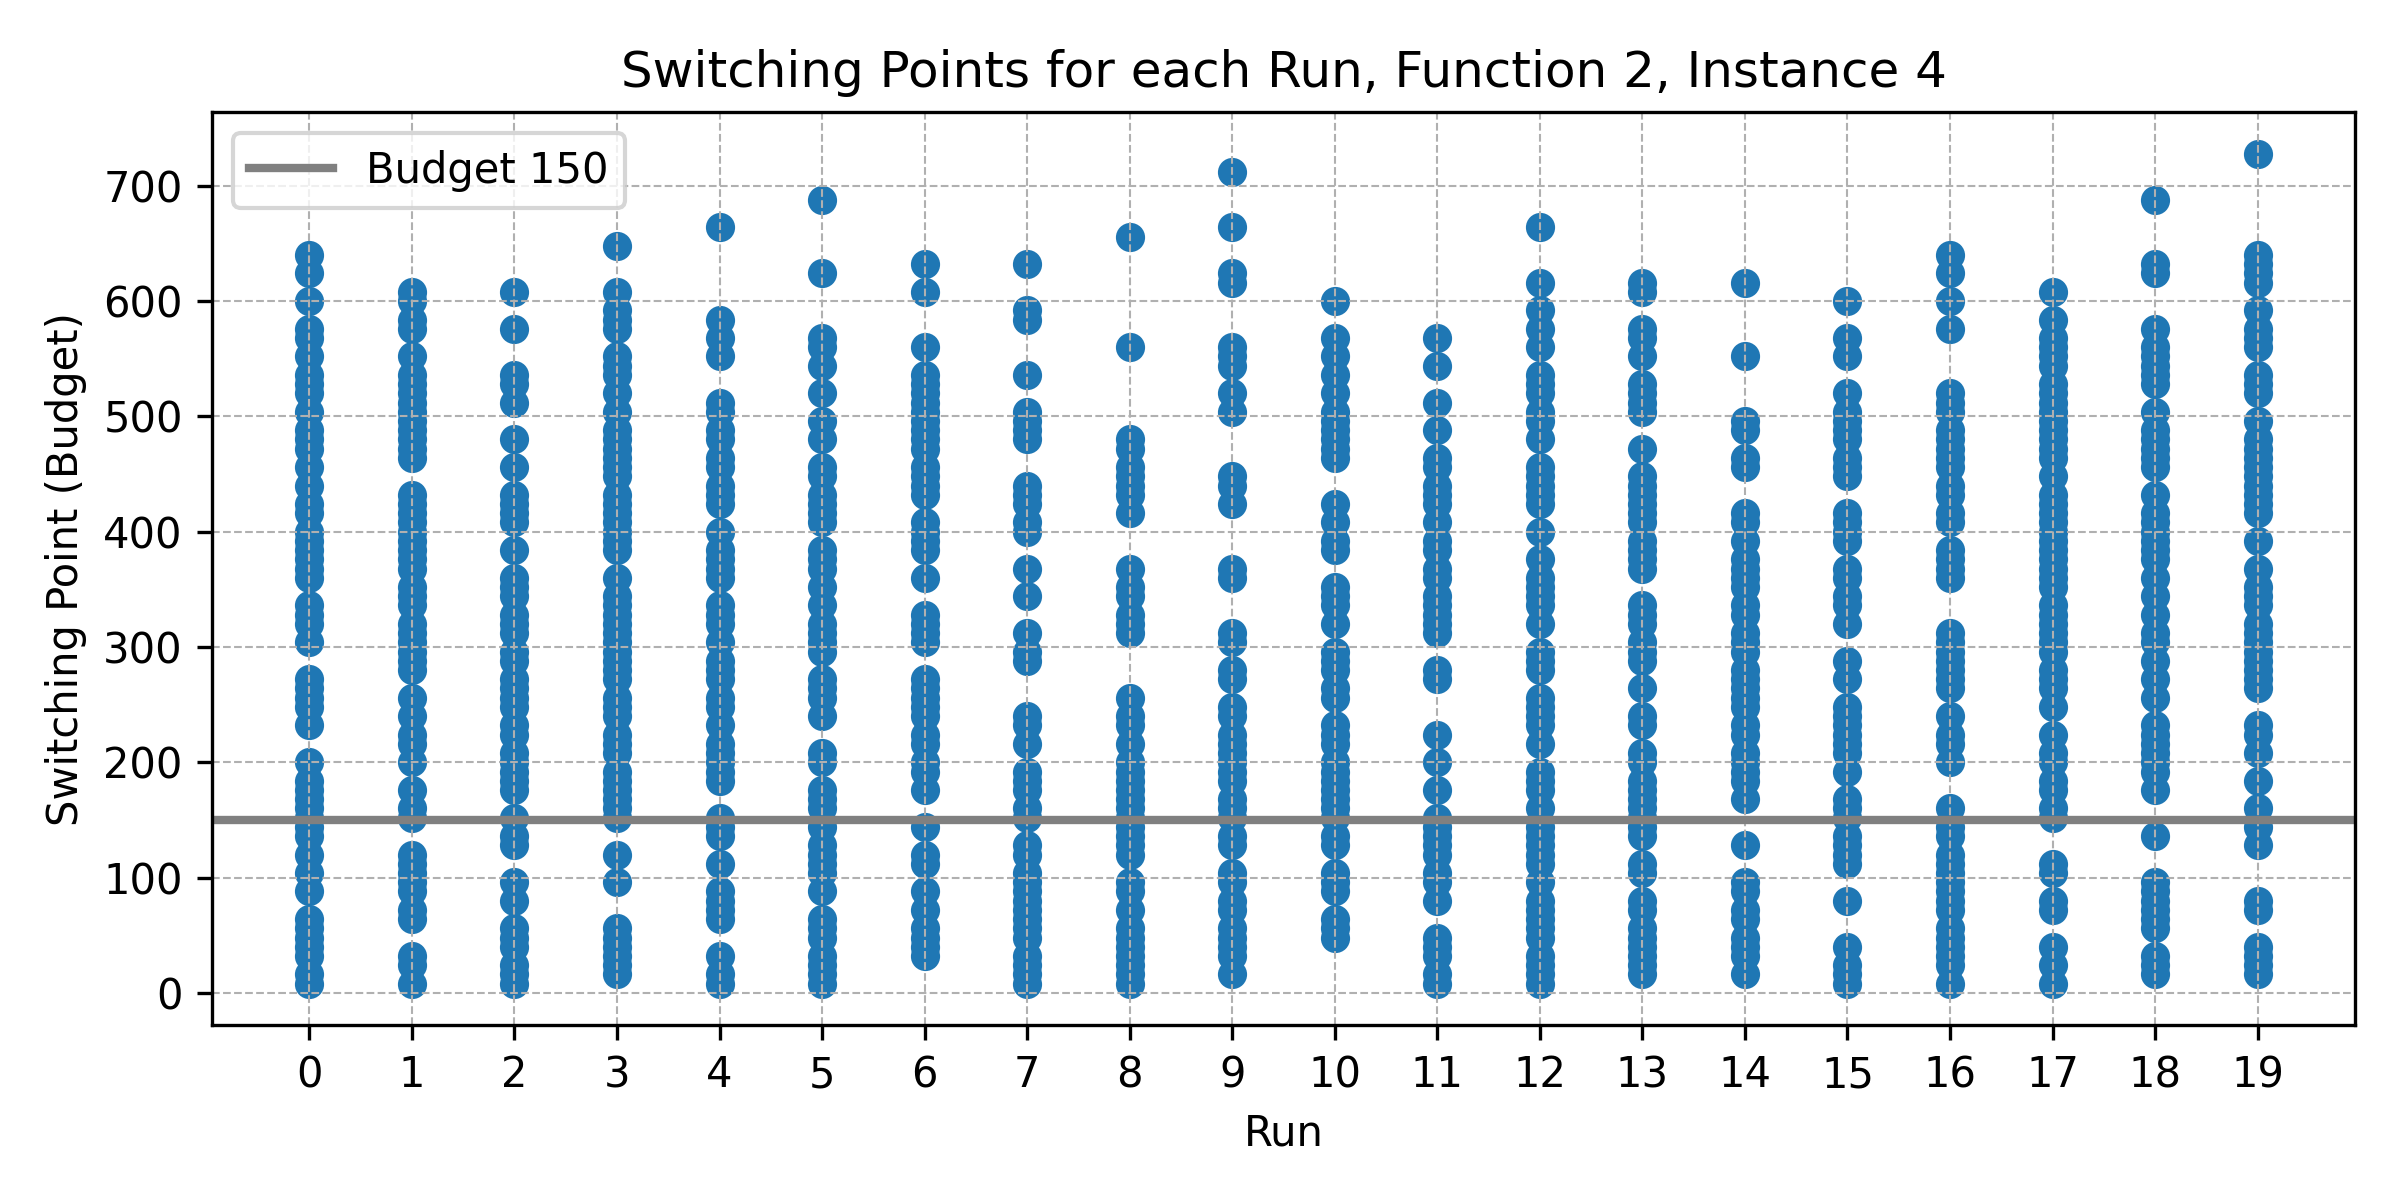 Switching Points for each Run, Function 2, Instance 4
Budget 150
Switching Point (Budget)
700
600
500
400
300
200
100
0
0 1 2 3 4 5 6 7 8 9 10 11 12 13 14 15 16 17 18 19
Run